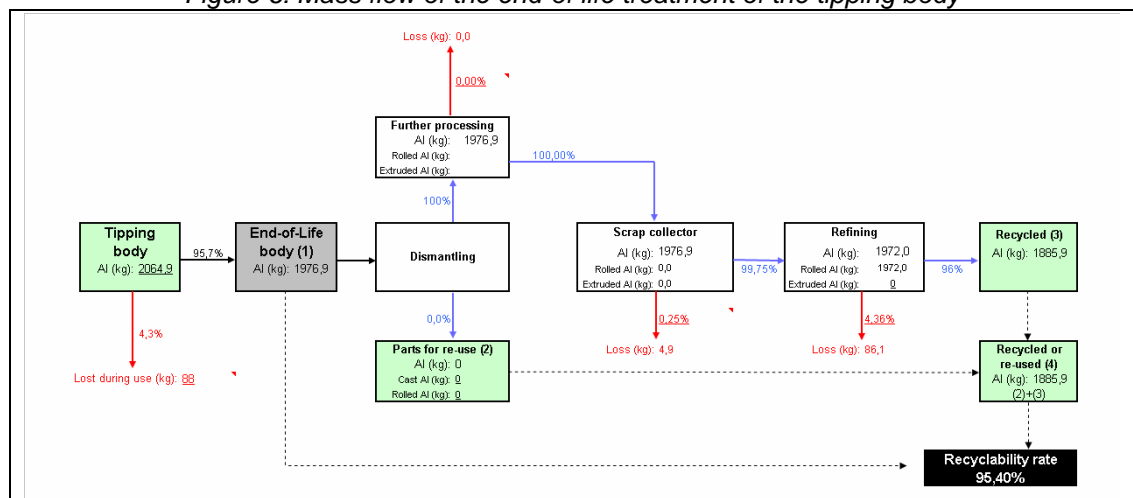 Figure 8. Mass flow of the end of life treatment of the tipping body
Loss (kg): 0,0
0,00%
Further processing
Al (kg): 1976,9
Rolled Al (kg):
Extruded Al (kg):
100,00%
100%
Tipping body
Al (kg): 2064,9
95,7%
End-of-Life body (1)
Al (kg): 1976,9
Dismantling
Scrap collector
Al (kg): 1976,9
Rolled Al (kg): 0,0
Extruded Al (kg): 0,0
99,75%
Refining
Al (kg): 1972,0
Rolled Al (kg): 1972,0
Extruded Al (kg): 0
96%
Recycled (3)
Al (kg): 1885,9
4,3%
Lost during use (kg): 88
0,0%
Parts for re-use (2)
Al (kg): 0
Cast Al (kg): 0
Rolled Al (kg): 0
0,25%
Loss (kg): 4,9
4,36%
Loss (kg): 86,1
Recycled or
re-used (4)
Al (kg): 1885,9
(2)+(3)
Recyclability rate
95,40%